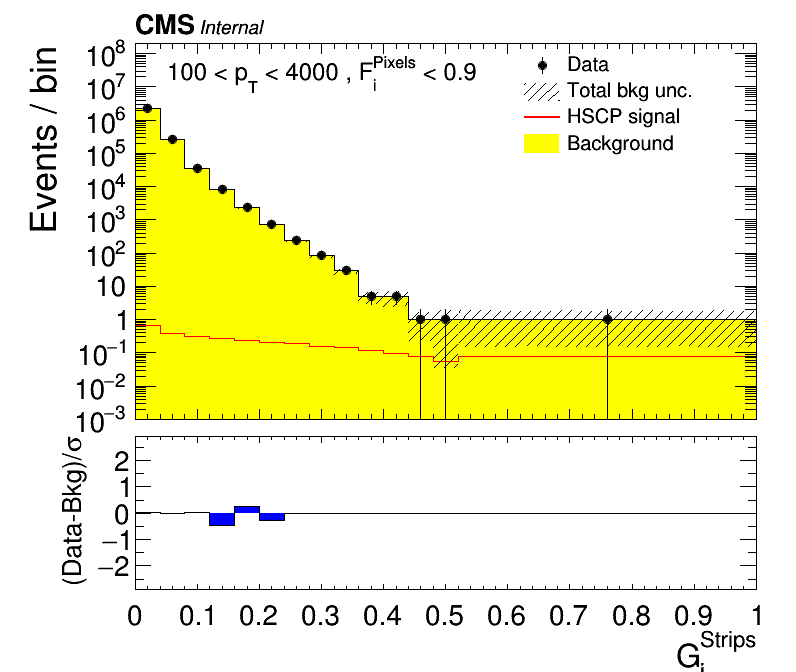 CMS Internal
100 < p_T < 4000 , F_i^Pixels < 0.9
Data
Total bkg unc.
HSCP signal
Background
Events / bin
10^8
10^7
10^6
10^5
10^4
10^3
10^2
10
1
10^−1
10^−2
10^−3
(Data-Bkg)/σ
2
1
0
−1
−2
0 0.1 0.2 0.3 0.4 0.5 0.6 0.7 0.8 0.9 1
G_i^Strips